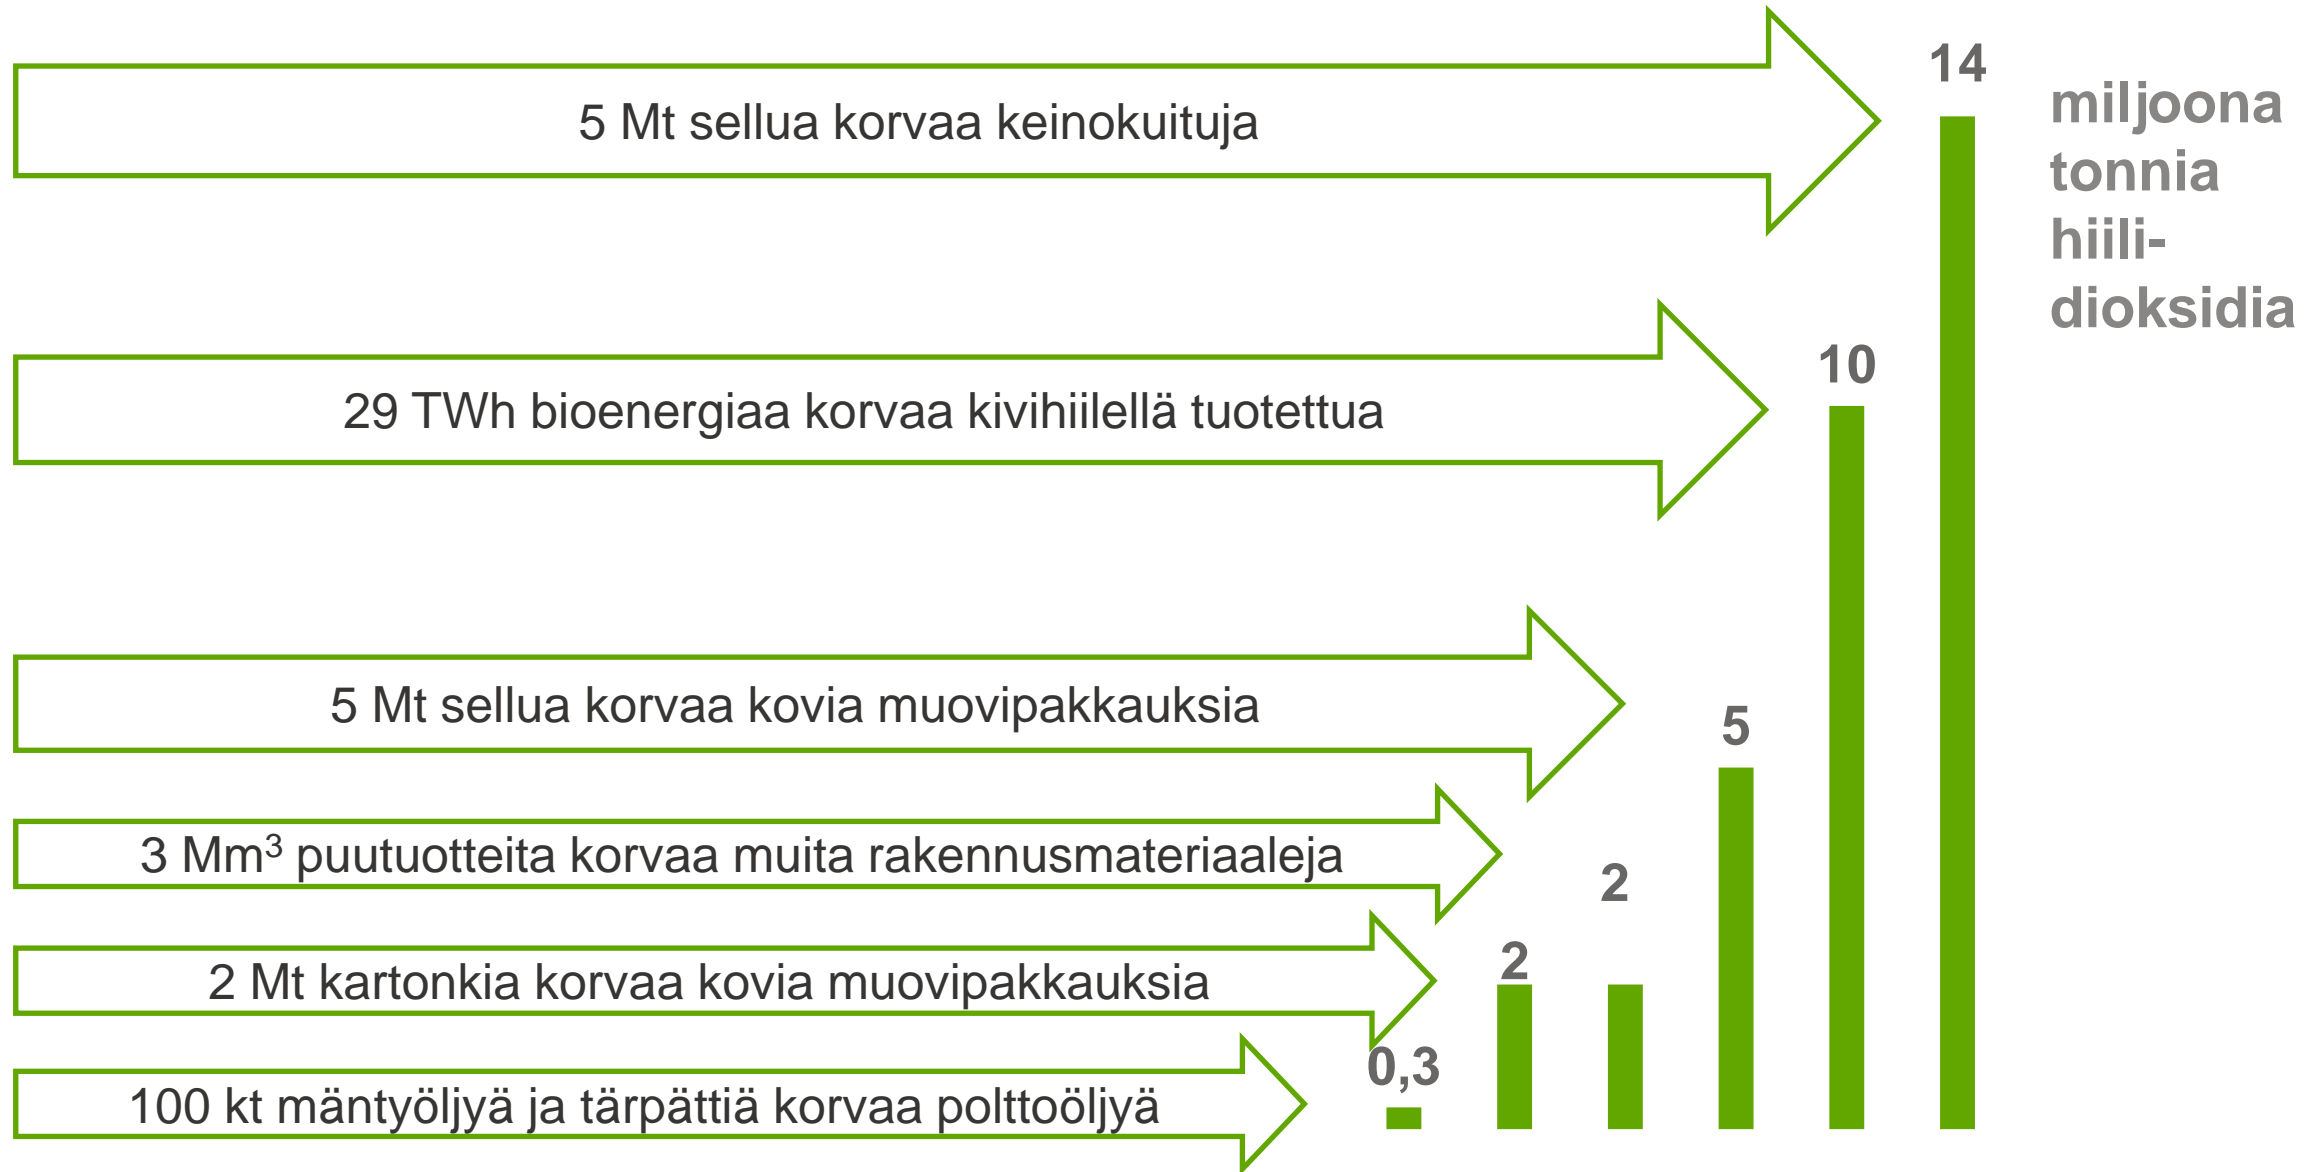 14
miljoona
tonnia
hiili-
dioksidia
5 Mt sellua korvaa keinokuituja
10
29 TWh bioenergiaa korvaa kivihiilellä tuotettua
5 Mt sellua korvaa kovia muovipakkauksia
5
3 Mm³ puutuotteita korvaa muita rakennusmateriaaleja
2
2 Mt kartonkia korvaa kovia muovipakkauksia
2
100 kt mäntyöljyä ja tärpättiä korvaa polttoöljyä
0,3